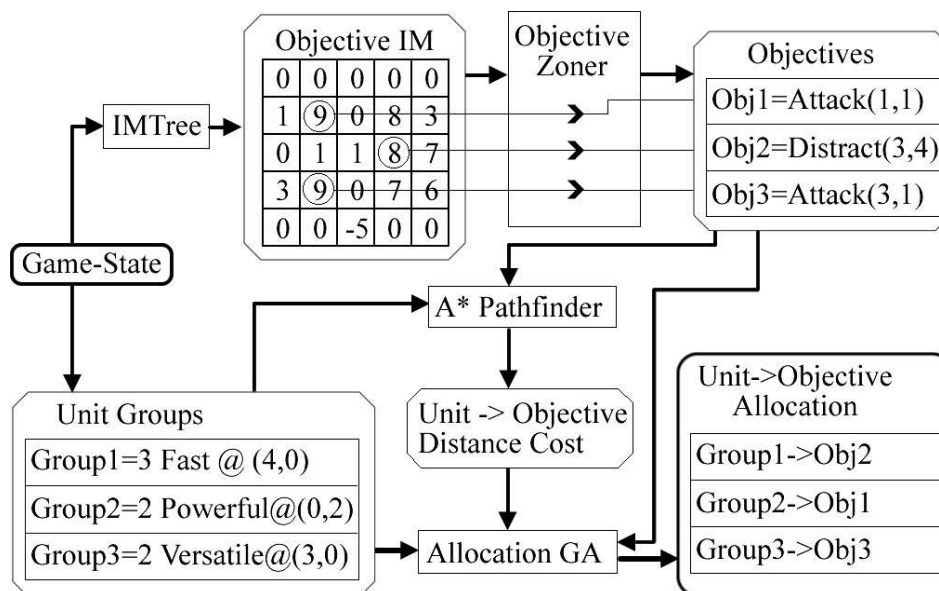 Objective IM
0 0 0 0 0
1 9 0 8 3
0 1 1 8 7
3 9 0 7 6
0 0 -5 0 0
Objective
Zoner
Objectives
Obj1=Attack(1,1)
Obj2=Distract(3,4)
Obj3=Attack(3,1)
IMTree
Game-State
A* Pathfinder
Unit Groups
Group1=3 Fast @ (4,0)
Group2=2 Powerful@(0,2)
Group3=2 Versatile@(3,0)
Unit -> Objective
Distance Cost
Allocation GA
Unit->Objective
Allocation
Group1->Obj2
Group2->Obj1
Group3->Obj3